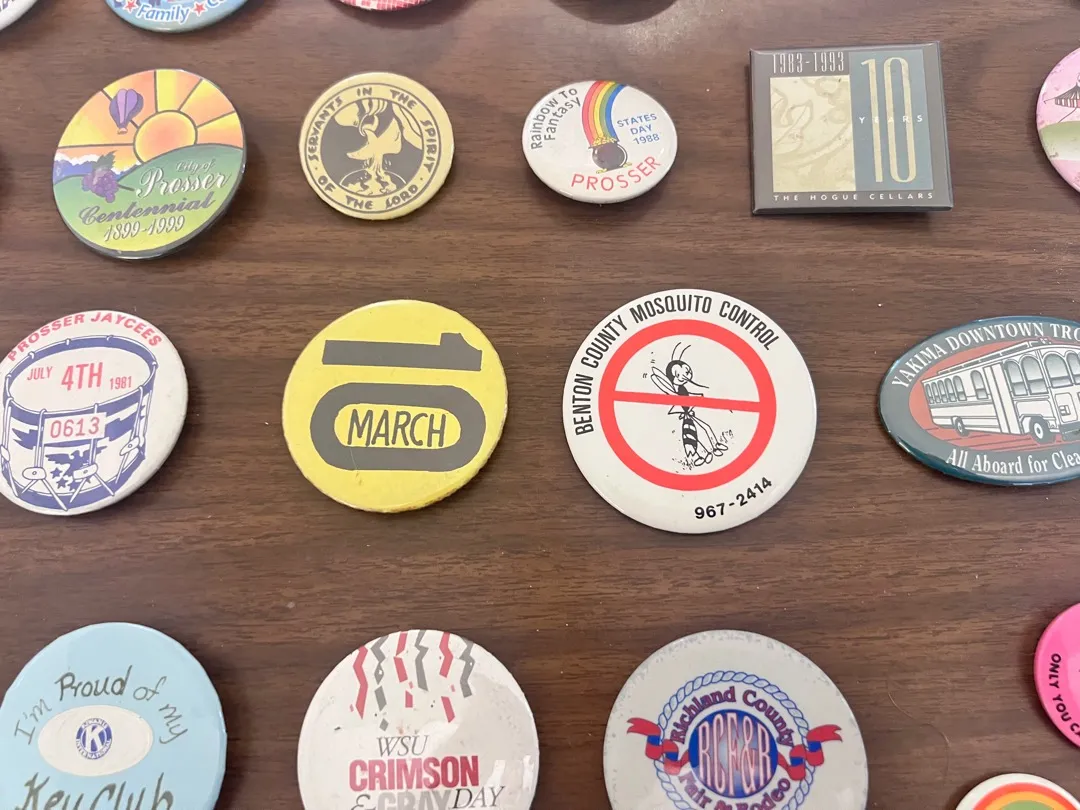 Family
City of
Prosser
Centennial
1899-1999
SERVANTS IN THE SPIRIT OF THE LORD
Rainbow To
Fantasy
STATES
DAY
1988
PROSSER
1983-1993
10
YEARS
THE HOGUE CELLARS
PROSSER JAYCEES
JULY 4TH 1981
0613
10
MARCH
BENTON COUNTY MOSQUITO CONTROL
967-2414
YAKIMA DOWNTOWN
All Aboard for
I'm Proud of my
K
Key Club
WSU
CRIMSON
& GRAY DAY
Richland County
RCF&R
Fair & Rodeo
ONLY YOU